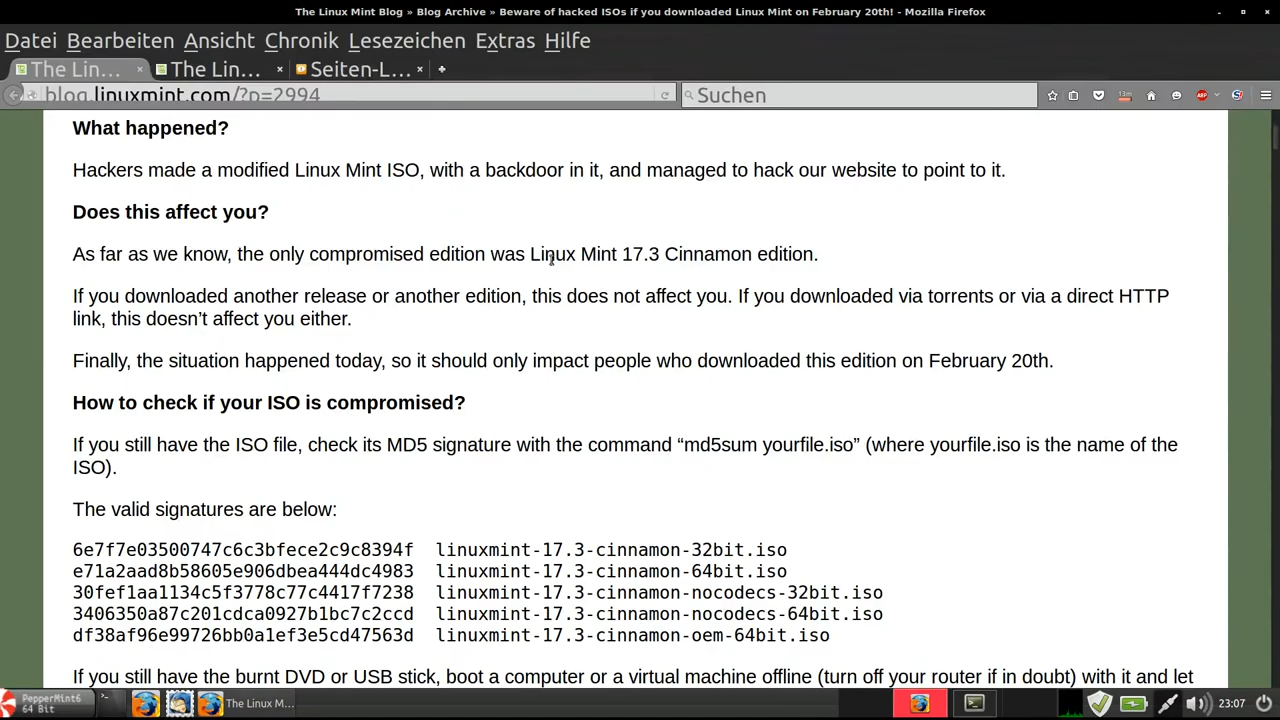 The Linux Mint Blog » Blog Archive » Beware of hacked ISOs if you downloaded Linux Mint on February 20th! - Mozilla Firefox
Datei Bearbeiten Ansicht Chronik Lesezeichen Extras Hilfe
The Lin... × The Lin... × Seiten-L... ×
blog.linuxmint.com/?p=2994 Suchen 13m ABP
What happened?
Hackers made a modified Linux Mint ISO, with a backdoor in it, and managed to hack our website to point to it.
Does this affect you?
As far as we know, the only compromised edition was Linux Mint 17.3 Cinnamon edition.
If you downloaded another release or another edition, this does not affect you. If you downloaded via torrents or via a direct HTTP
link, this doesn’t affect you either.
Finally, the situation happened today, so it should only impact people who downloaded this edition on February 20th.
How to check if your ISO is compromised?
If you still have the ISO file, check its MD5 signature with the command “md5sum yourfile.iso” (where yourfile.iso is the name of the
ISO).
The valid signatures are below:
6e7f7e03500747c6c3bfece2c9c8394f linuxmint-17.3-cinnamon-32bit.iso
e71a2aad8b58605e906dbea444dc4983 linuxmint-17.3-cinnamon-64bit.iso
30fef1aa1134c5f3778c77c4417f7238 linuxmint-17.3-cinnamon-nocodecs-32bit.iso
3406350a87c201cdca0927b1bc7c2ccd linuxmint-17.3-cinnamon-nocodecs-64bit.iso
df38af96e99726bb0a1ef3e5cd47563d linuxmint-17.3-cinnamon-oem-64bit.iso
If you still have the burnt DVD or USB stick, boot a computer or a virtual machine offline (turn off your router if in doubt) with it and let
PepperMint6
64 Bit
The Linux M...
23:07